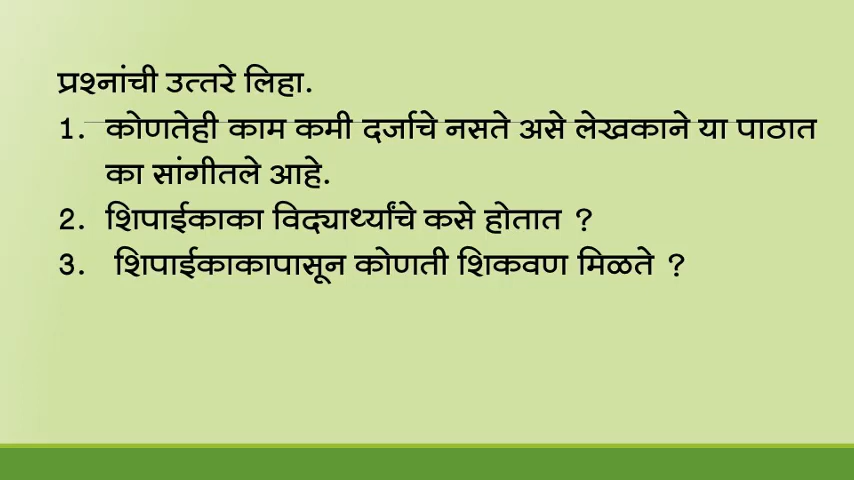 प्रश्नांची उत्तरे लिहा.
1. कोणतेही काम कमी दर्जाचे नसते असे लेखकाने या पाठात
का सांगीतले आहे.
2. शिपाईकाका विद्यार्थ्यांचे कसे होतात ?
3. शिपाईकाकापासून कोणती शिकवण मिळते ?